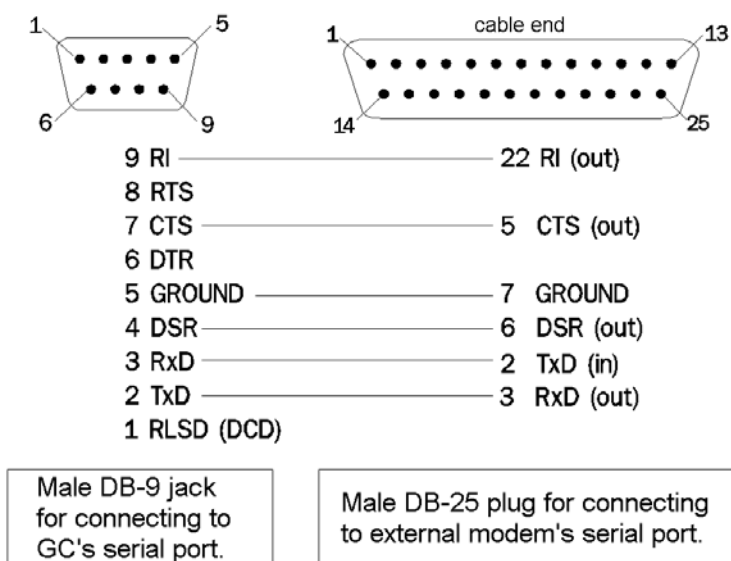 cable end
1 5
1 13
6 9
14 25
9 RI 22 RI (out)
8 RTS
7 CTS 5 CTS (out)
6 DTR
5 GROUND 7 GROUND
4 DSR 6 DSR (out)
3 RxD 2 TxD (in)
2 TxD 3 RxD (out)
1 RLSD (DCD)
Male DB-9 jack
for connecting to
GC's serial port.
Male DB-25 plug for connecting
to external modem's serial port.